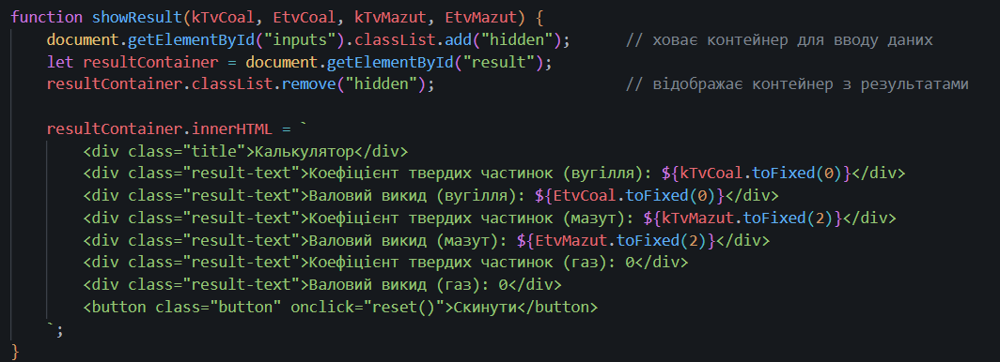 function showResult(kTvCoal, EtvCoal, kTvMazut, EtvMazut) {
    document.getElementById("inputs").classList.add("hidden");      // ховає контейнер для вводу даних
    let resultContainer = document.getElementById("result");
    resultContainer.classList.remove("hidden");                     // відображає контейнер з результатами

    resultContainer.innerHTML = `
        <div class="title">Калькулятор</div>
        <div class="result-text">Коефіцієнт твердих частинок (вугілля): ${kTvCoal.toFixed(0)}</div>
        <div class="result-text">Валовий викид (вугілля): ${EtvCoal.toFixed(0)}</div>
        <div class="result-text">Коефіцієнт твердих частинок (мазут): ${kTvMazut.toFixed(2)}</div>
        <div class="result-text">Валовий викид (мазут): ${EtvMazut.toFixed(2)}</div>
        <div class="result-text">Коефіцієнт твердих частинок (газ): 0</div>
        <div class="result-text">Валовий викид (газ): 0</div>
        <button class="button" onclick="reset()">Скинути</button>
    `;
}